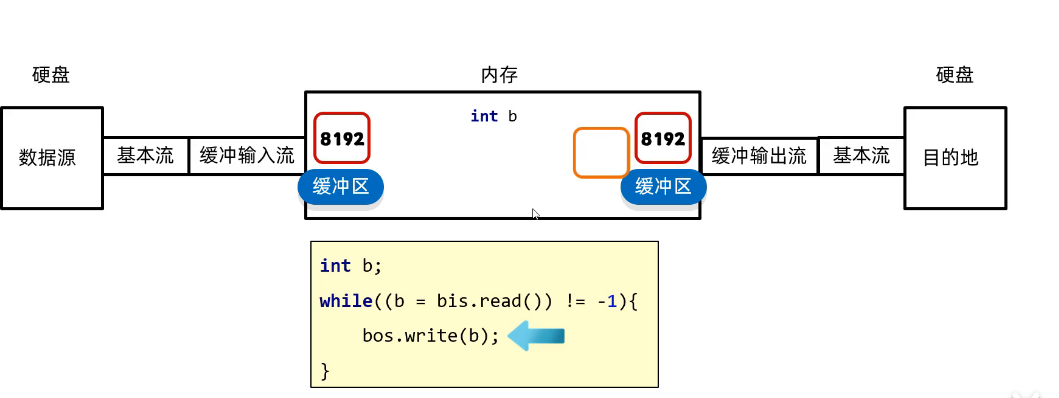 硬盘
内存
硬盘
int b
8192
8192
数据源
基本流
缓冲输入流
缓冲输出流
基本流
目的地
缓冲区
缓冲区
int b;
while((b = bis.read()) != -1){
    bos.write(b);
}